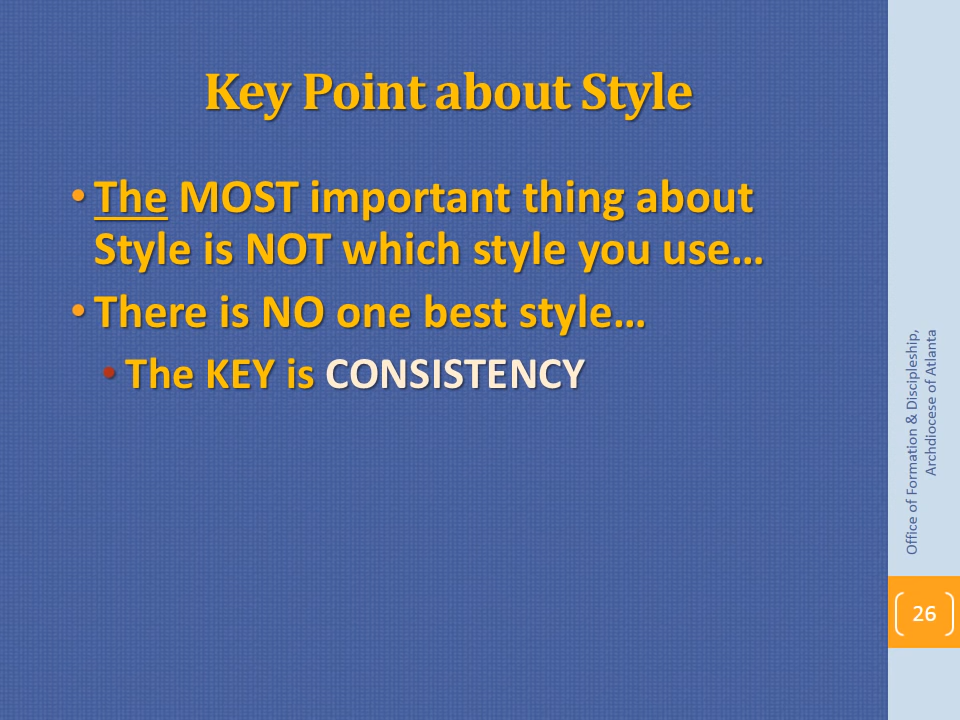 Key Point about Style
• The MOST important thing about
Style is NOT which style you use…
• There is NO one best style…
• The KEY is CONSISTENCY
Office of Formation & Discipleship,
Archdiocese of Atlanta
26